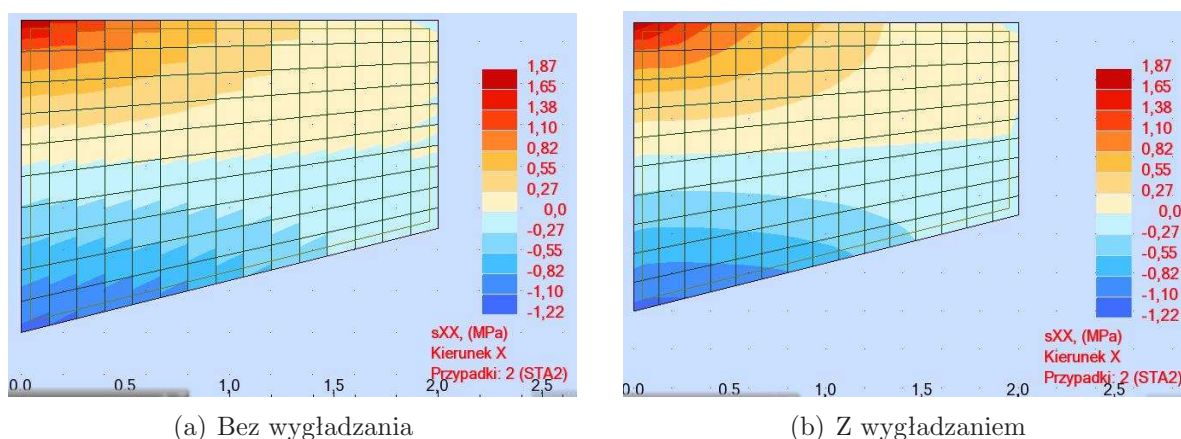 1,87
1,65
1,38
1,10
0,82
0,55
0,27
0,0
-0,27
-0,55
-0,82
-1,10
-1,22
sXX, (MPa)
Kierunek X
Przypadki: 2 (STA2)
0,0 0,5 1,0 1,5 2,0 2,5
(a) Bez wygładzania
1,87
1,65
1,38
1,10
0,82
0,55
0,27
0,0
-0,27
-0,55
-0,82
-1,10
-1,22
sXX, (MPa)
Kierunek X
Przypadki: 2 (STA2)
0,0 0,5 1,0 1,5 2,0 2,5
(b) Z wygładzaniem